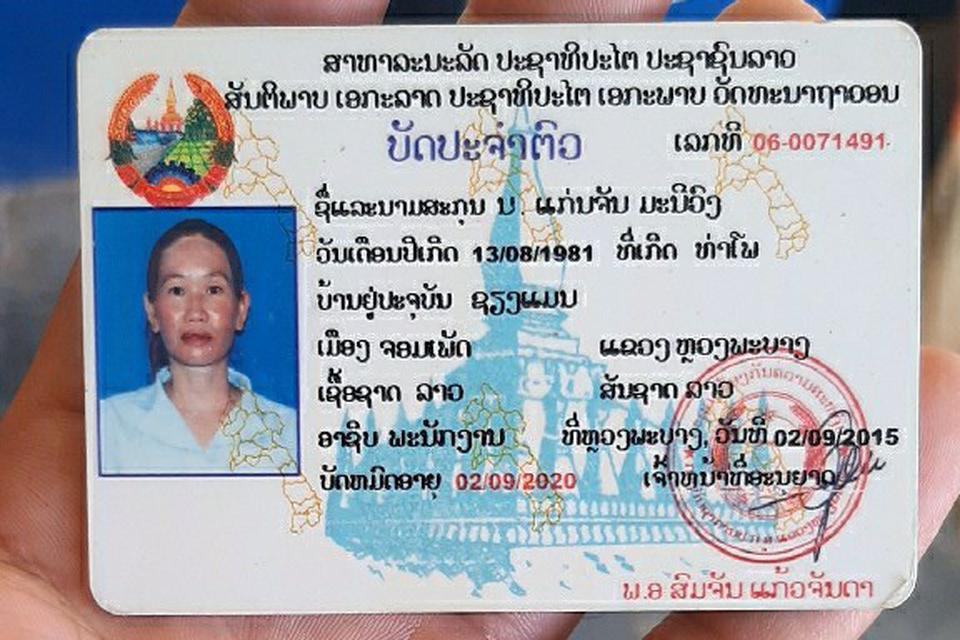 ສາທາລະນະລັດ ປະຊາທິປະໄຕ ປະຊາຊົນລາວ
ສັນຕິພາບ ເອກະລາດ ປະຊາທິປະໄຕ ເອກະພາບ ວັດທະນາຖາວອນ
ບັດປະຈຳຕົວ
ເລກທີ 06-0071491
ຊື່ແລະນາມສະກຸນ ນ. ແກ່ນຈັນ ມະນີວົງ
ວັນເດືອນປີເກີດ 13/08/1981 ທີ່ເກີດ ທ່າໂພ
ບ້ານຢູ່ປະຈຸບັນ ຊຽງແມນ
ເມືອງ ຈອມເພັດ ແຂວງ ຫຼວງພະບາງ
ເຊື້ອຊາດ ລາວ ສັນຊາດ ລາວ
ອາຊິບ ພະນັກງານ ທີ່ຫຼວງພະບາງ, ວັນທີ 02/09/2015
ບັດຫມົດອາຍຸ 02/09/2020 ເຈົ້າຫນ້າທີ່ອະນຍາດ
ພ.ອ ສົມຈັນ ແກ້ວຈັນດາ